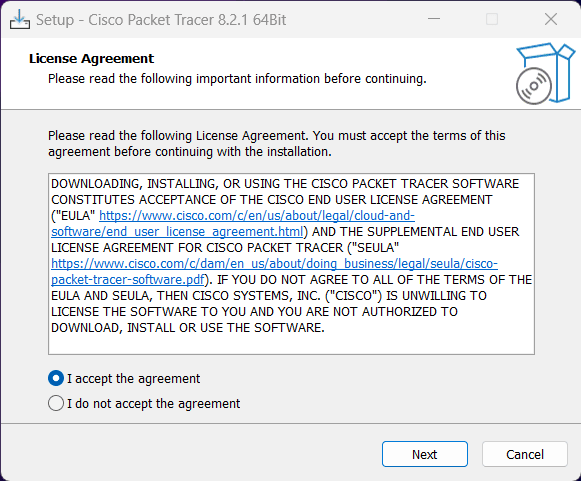 Setup - Cisco Packet Tracer 8.2.1 64Bit
License Agreement
Please read the following important information before continuing.
Please read the following License Agreement. You must accept the terms of this
agreement before continuing with the installation.
DOWNLOADING, INSTALLING, OR USING THE CISCO PACKET TRACER SOFTWARE
CONSTITUTES ACCEPTANCE OF THE CISCO END USER LICENSE AGREEMENT
("EULA" https://www.cisco.com/c/en/us/about/legal/cloud-and-
software/end_user_license_agreement.html) AND THE SUPPLEMENTAL END USER
LICENSE AGREEMENT FOR CISCO PACKET TRACER ("SEULA"
https://www.cisco.com/c/dam/en_us/about/doing_business/legal/seula/cisco-
packet-tracer-software.pdf). IF YOU DO NOT AGREE TO ALL OF THE TERMS OF THE
EULA AND SEULA, THEN CISCO SYSTEMS, INC. ("CISCO") IS UNWILLING TO
LICENSE THE SOFTWARE TO YOU AND YOU ARE NOT AUTHORIZED TO
DOWNLOAD, INSTALL OR USE THE SOFTWARE.
I accept the agreement
I do not accept the agreement
Next
Cancel